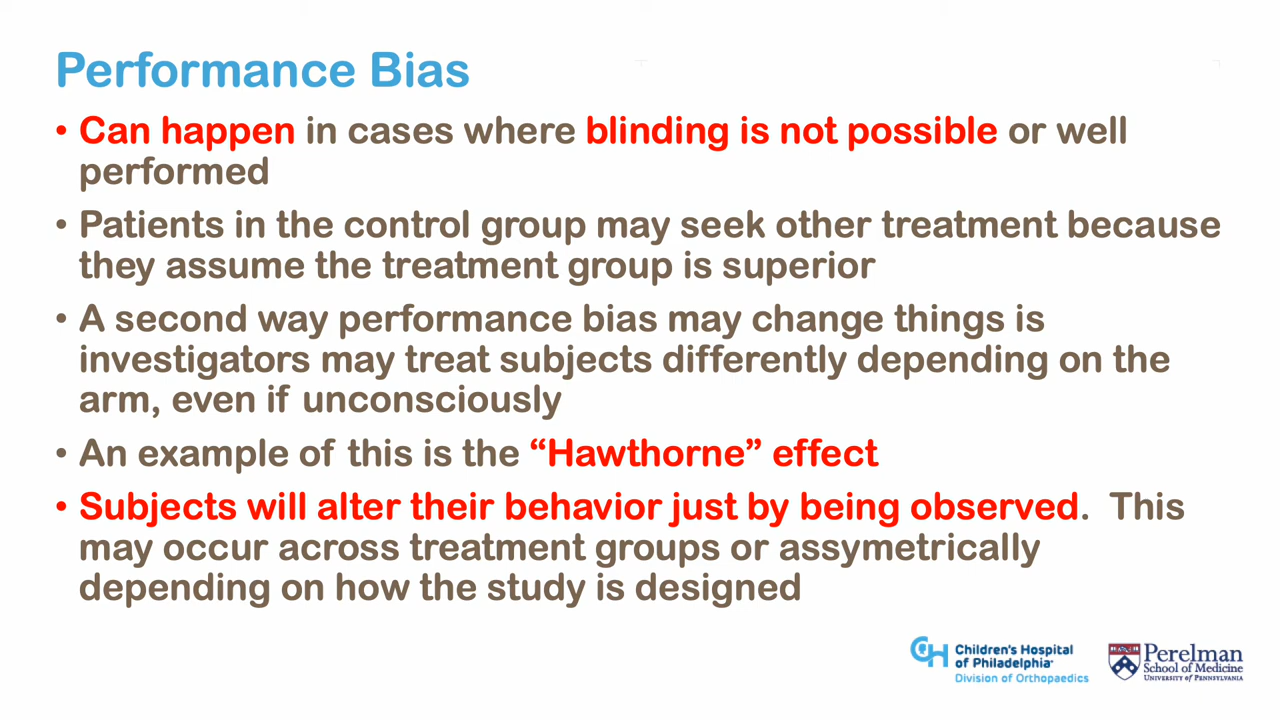 Performance Bias
• Can happen in cases where blinding is not possible or well
performed
• Patients in the control group may seek other treatment because
they assume the treatment group is superior
• A second way performance bias may change things is
investigators may treat subjects differently depending on the
arm, even if unconsciously
• An example of this is the “Hawthorne” effect
• Subjects will alter their behavior just by being observed. This
may occur across treatment groups or assymetrically
depending on how the study is designed
CH Children's Hospital
of Philadelphia
Division of Orthopaedics
Perelman
School of Medicine
University of Pennsylvania